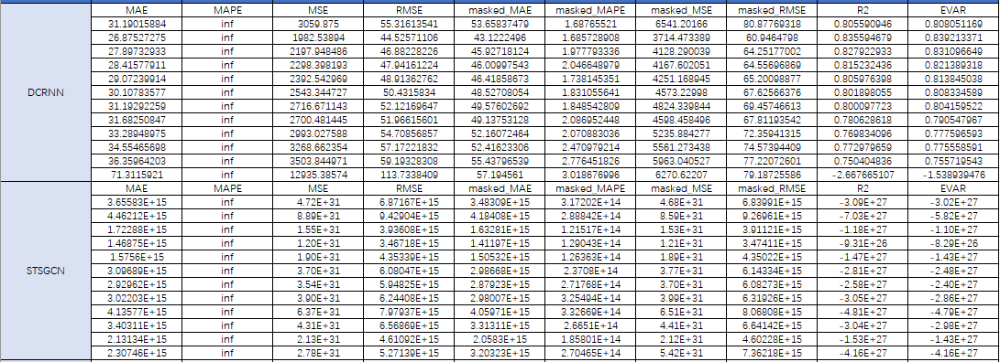 MAE MAPE MSE RMSE masked_MAE masked_MAPE masked_MSE masked_RMSE R2 EVAR
31.19015884 inf 3059.875 55.31613541 53.65837479 1.68765521 6541.20166 80.87769318 0.805590946 0.808051169
26.87527275 inf 1982.53894 44.52571106 43.1222496 1.685728908 3714.473389 60.9464798 0.835594679 0.839213371
27.89732933 inf 2197.948486 46.88228226 45.92718124 1.977793336 4128.290039 64.25177002 0.827922933 0.831096649
28.41577911 inf 2298.398193 47.94161224 46.00997543 2.046648979 4167.602051 64.55696869 0.815232436 0.821389318
29.07239914 inf 2392.542969 48.91362762 46.41858673 1.738145351 4251.168945 65.20098877 0.805976398 0.813845038
DCRNN 30.10783577 inf 2543.344727 50.4315834 48.52708054 1.831055641 4573.22998 67.62566376 0.801898055 0.808334589
31.19292259 inf 2716.671143 52.12169647 49.57602692 1.848542809 4824.339844 69.45746613 0.800097723 0.804159522
31.68250847 inf 2700.481445 51.96615601 49.13753128 2.086952448 4598.458496 67.81193542 0.780628618 0.790547967
33.28948975 inf 2993.027588 54.70856857 52.16072464 2.070883036 5235.884277 72.35941315 0.769834096 0.777596593
34.55465698 inf 3268.662354 57.17221832 52.41623306 2.470979214 5561.273438 74.57394409 0.772979659 0.775558591
36.35964203 inf 3503.844971 59.19328308 55.43796539 2.776451826 5963.040527 77.22072601 0.750404836 0.755719543
71.3115921 inf 12935.38574 113.7338409 57.194561 3.018676996 6270.62207 79.18725586 -2.667665107 -1.538939476
MAE MAPE MSE RMSE masked_MAE masked_MAPE masked_MSE masked_RMSE R2 EVAR
3.65583E+15 inf 4.72E+31 6.87167E+15 3.48309E+15 3.17202E+14 4.68E+31 6.83991E+15 -3.09E+27 -3.02E+27
4.46212E+15 inf 8.89E+31 9.42904E+15 4.18408E+15 2.88842E+14 8.59E+31 9.26961E+15 -7.03E+27 -5.82E+27
1.72288E+15 inf 1.55E+31 3.93608E+15 1.63281E+15 1.21517E+14 1.53E+31 3.91121E+15 -1.18E+27 -1.10E+27
1.46875E+15 inf 1.20E+31 3.46718E+15 1.41197E+15 1.29043E+14 1.21E+31 3.47411E+15 -9.31E+26 -8.29E+26
1.5756E+15 inf 1.90E+31 4.35339E+15 1.50532E+15 1.26363E+14 1.89E+31 4.35022E+15 -1.47E+27 -1.43E+27
STSGCN 3.09689E+15 inf 3.70E+31 6.08047E+15 2.98668E+15 2.3708E+14 3.77E+31 6.14334E+15 -2.81E+27 -2.48E+27
2.92962E+15 inf 3.54E+31 5.94825E+15 2.87923E+15 2.71768E+14 3.70E+31 6.08273E+15 -2.58E+27 -2.40E+27
3.02203E+15 inf 3.90E+31 6.24408E+15 2.98007E+15 3.25494E+14 3.99E+31 6.31926E+15 -3.05E+27 -2.86E+27
4.13577E+15 inf 6.37E+31 7.97937E+15 4.05971E+15 3.32669E+14 6.51E+31 8.06808E+15 -4.81E+27 -4.79E+27
3.40311E+15 inf 4.31E+31 6.56869E+15 3.31311E+15 2.6651E+14 4.41E+31 6.64142E+15 -3.04E+27 -2.98E+27
2.13134E+15 inf 2.13E+31 4.61092E+15 2.0583E+15 1.85801E+14 2.12E+31 4.60228E+15 -1.53E+27 -1.43E+27
2.30746E+15 inf 2.78E+31 5.27139E+15 3.20323E+15 2.70465E+14 5.42E+31 7.36218E+15 -4.16E+27 -4.16E+27